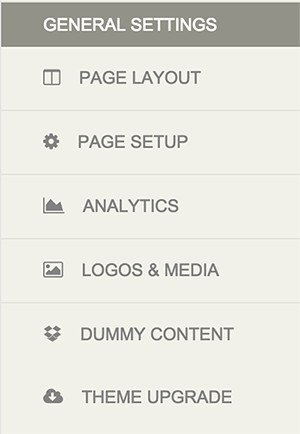 GENERAL SETTINGS
PAGE LAYOUT
PAGE SETUP
ANALYTICS
LOGOS & MEDIA
DUMMY CONTENT
THEME UPGRADE